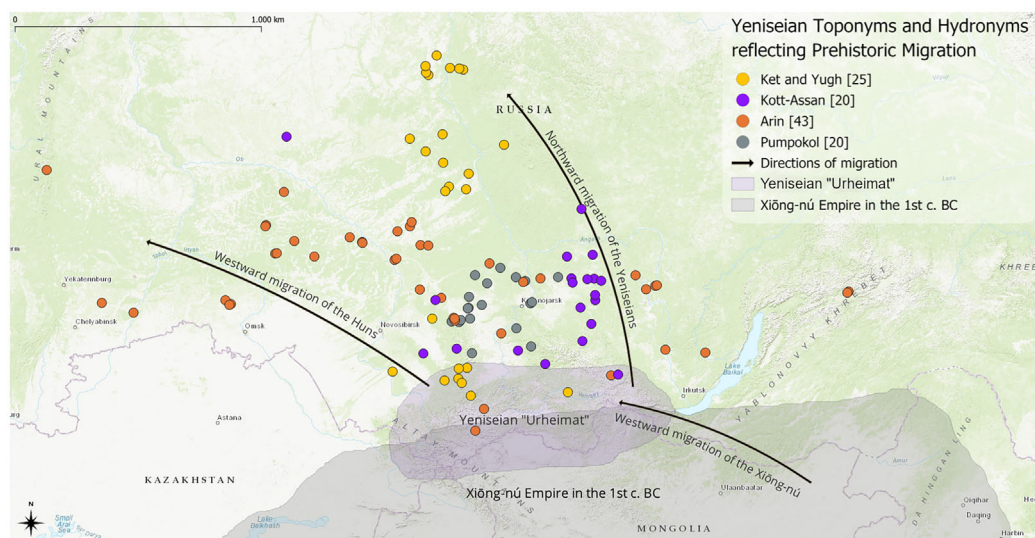 0
1.000 km
Yeniseian Toponyms and Hydronyms
reflecting Prehistoric Migration
Ket and Yugh [25]
Kott-Assan [20]
Arin [43]
Pumpokol [20]
Directions of migration
Yeniseian "Urheimat"
Xiōng-nú Empire in the 1st c. BC
URAL MOUNTAINS
RUSSIA
Northward migration of the Yeniseians
Westward migration of the Huns
Ob
Irtysh
Yekaterinburg
Chelyabinsk
Omsk
Novosibirsk
Irkutsk
Lake
Baikal
YABLONOVYY KHREBET
KHREB
Astana
Yeniseian "Urheimat"
Westward migration of the Xiōng-nú
ALTAY MOUNTAINS
KAZAKHSTAN
Xiōng-nú Empire in the 1st c. BC
Ulaanbaatar
MONGOLIA
Amur
DA HINGGAN LING
Qiqihar
Daqing
Harbin
Lake
Balkhash
Small
Aral
Sea
N